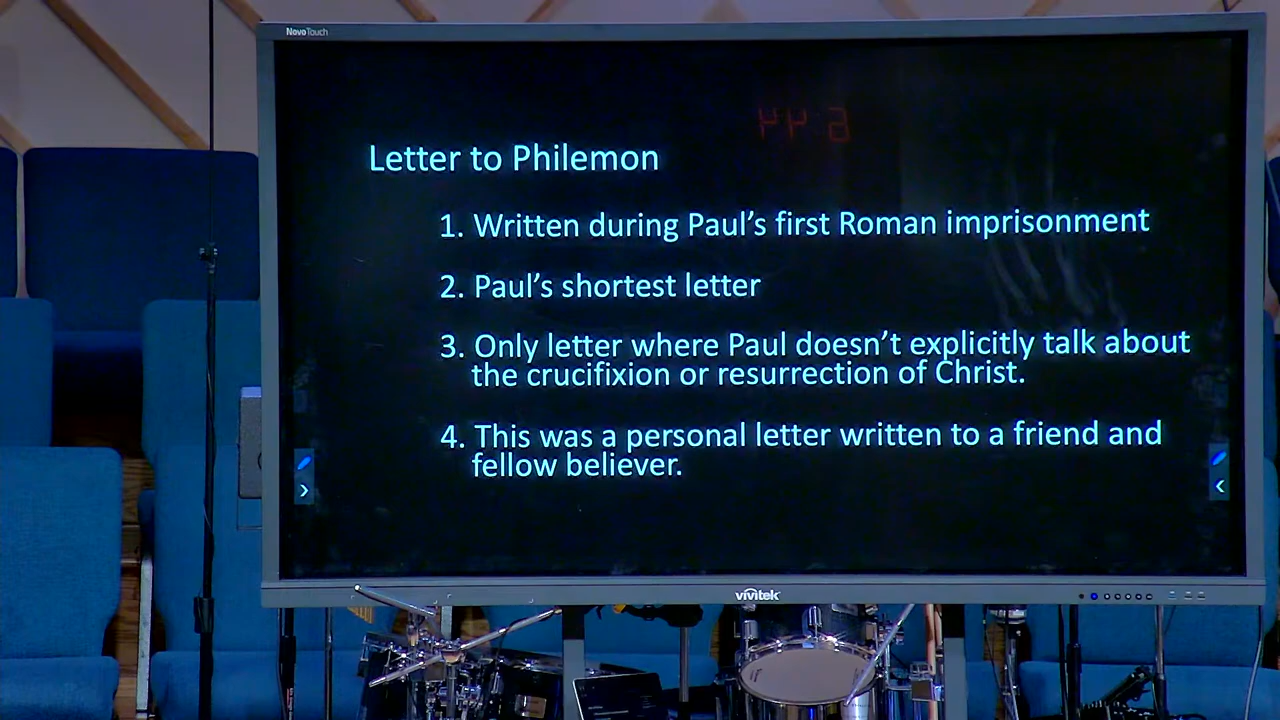 NovoTouch
Letter to Philemon
1. Written during Paul's first Roman imprisonment
2. Paul's shortest letter
3. Only letter where Paul doesn't explicitly talk about
the crucifixion or resurrection of Christ.
4. This was a personal letter written to a friend and
fellow believer.
vivitek